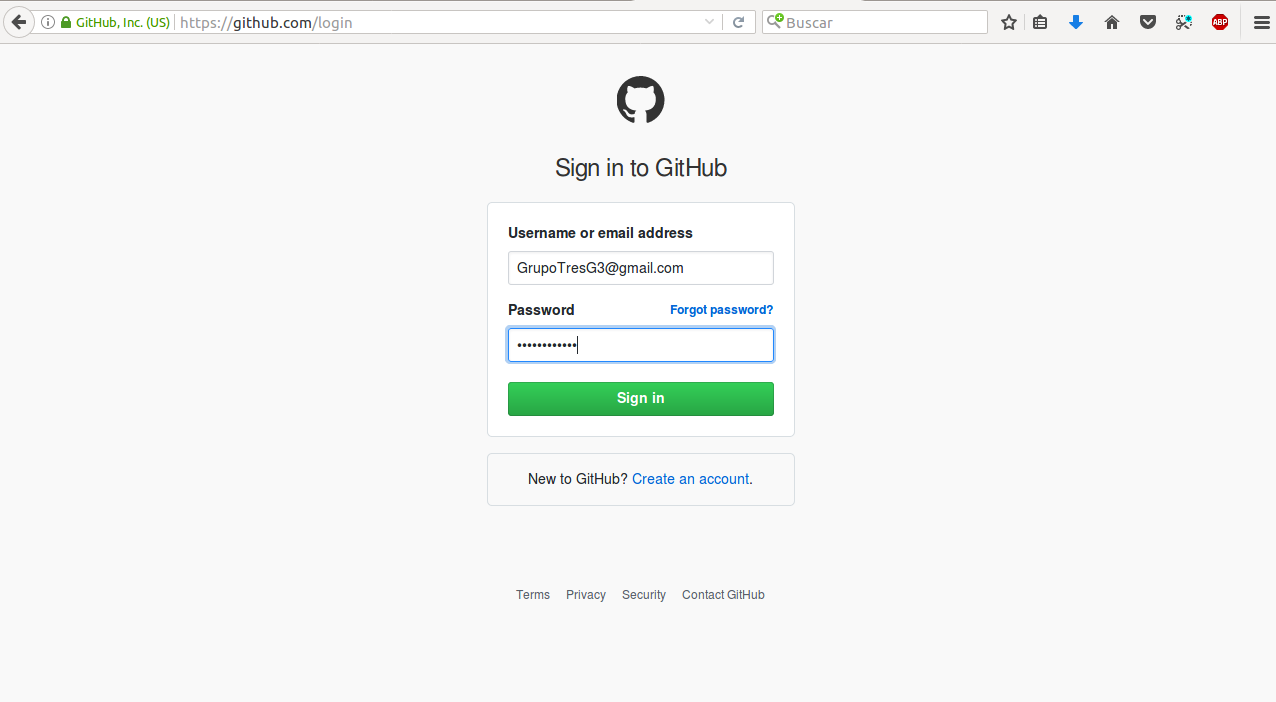 GitHub, Inc. (US) https://github.com/login Buscar ABP
Sign in to GitHub
Username or email address
GrupoTresG3@gmail.com
Password Forgot password?
••••••••••••
Sign in
New to GitHub? Create an account.
Terms Privacy Security Contact GitHub